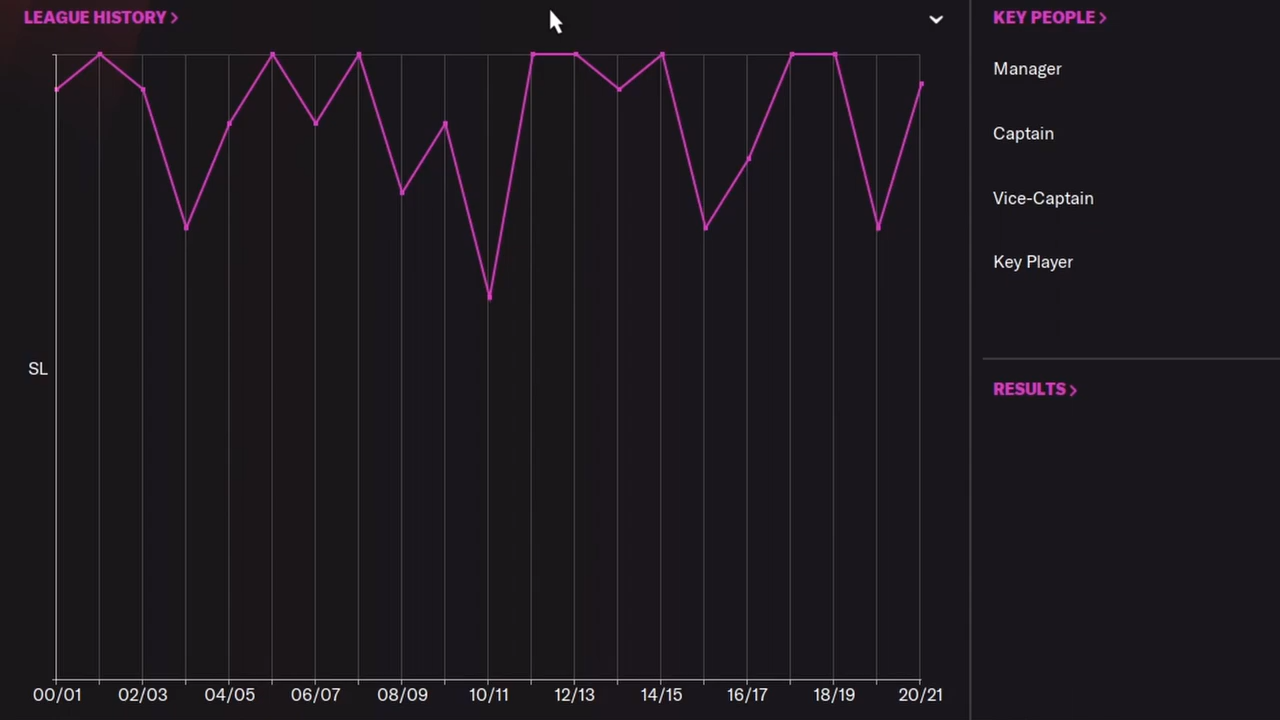 LEAGUE HISTORY >
SL
00/01 02/03 04/05 06/07 08/09 10/11 12/13 14/15 16/17 18/19 20/21
KEY PEOPLE >
Manager
Captain
Vice-Captain
Key Player
RESULTS >